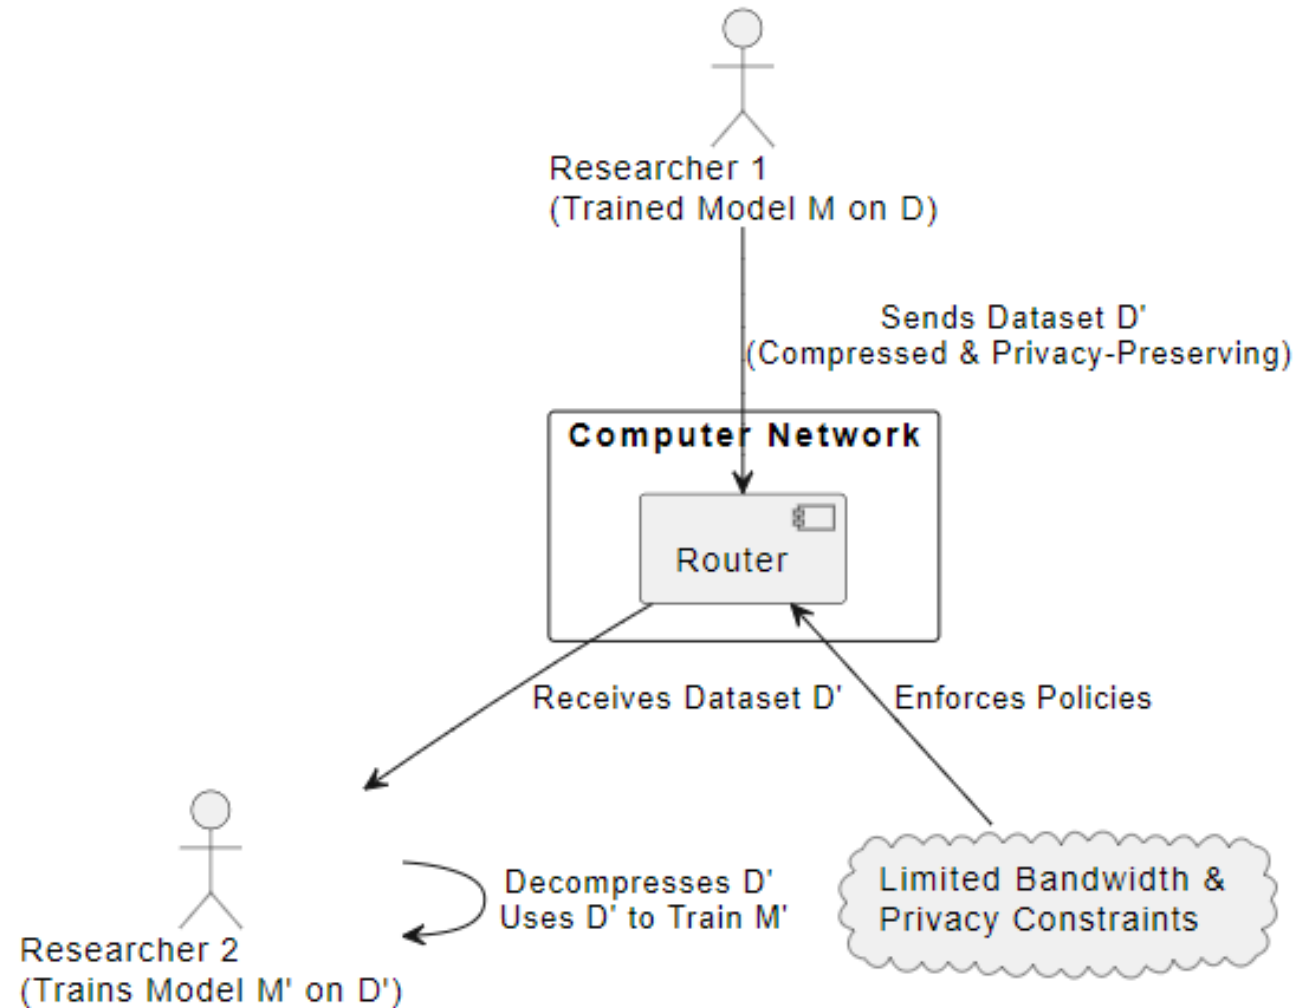 Researcher 1
(Trained Model M on D)
Sends Dataset D'
(Compressed & Privacy-Preserving)
Computer Network
Router
Receives Dataset D'
Enforces Policies
Decompresses D'
Uses D' to Train M'
Limited Bandwidth &
Privacy Constraints
Researcher 2
(Trains Model M' on D')